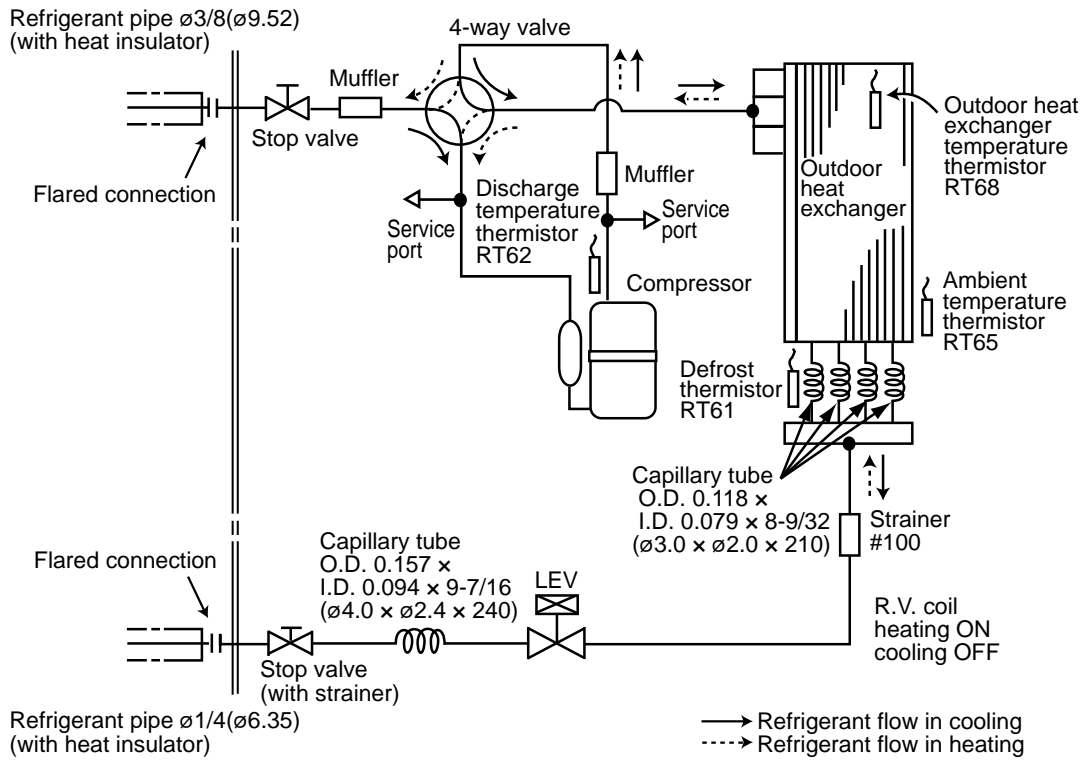 Refrigerant pipe ø3/8(ø9.52)
(with heat insulator)
4-way valve
Muffler
Stop valve
Flared connection
Outdoor heat
exchanger
temperature
thermistor
RT68
Outdoor
heat
exchanger
Muffler
Service
port
Discharge
temperature
thermistor
RT62
Service
port
Compressor
Ambient
temperature
thermistor
RT65
Defrost
thermistor
RT61
Capillary tube
O.D. 0.118 ×
I.D. 0.079 × 8-9/32
(ø3.0 × ø2.0 × 210)
Strainer
#100
Flared connection
Capillary tube
O.D. 0.157 ×
I.D. 0.094 × 9-7/16
(ø4.0 × ø2.4 × 240)
LEV
R.V. coil
heating ON
cooling OFF
Stop valve
(with strainer)
Refrigerant pipe ø1/4(ø6.35)
(with heat insulator)
Refrigerant flow in cooling
Refrigerant flow in heating